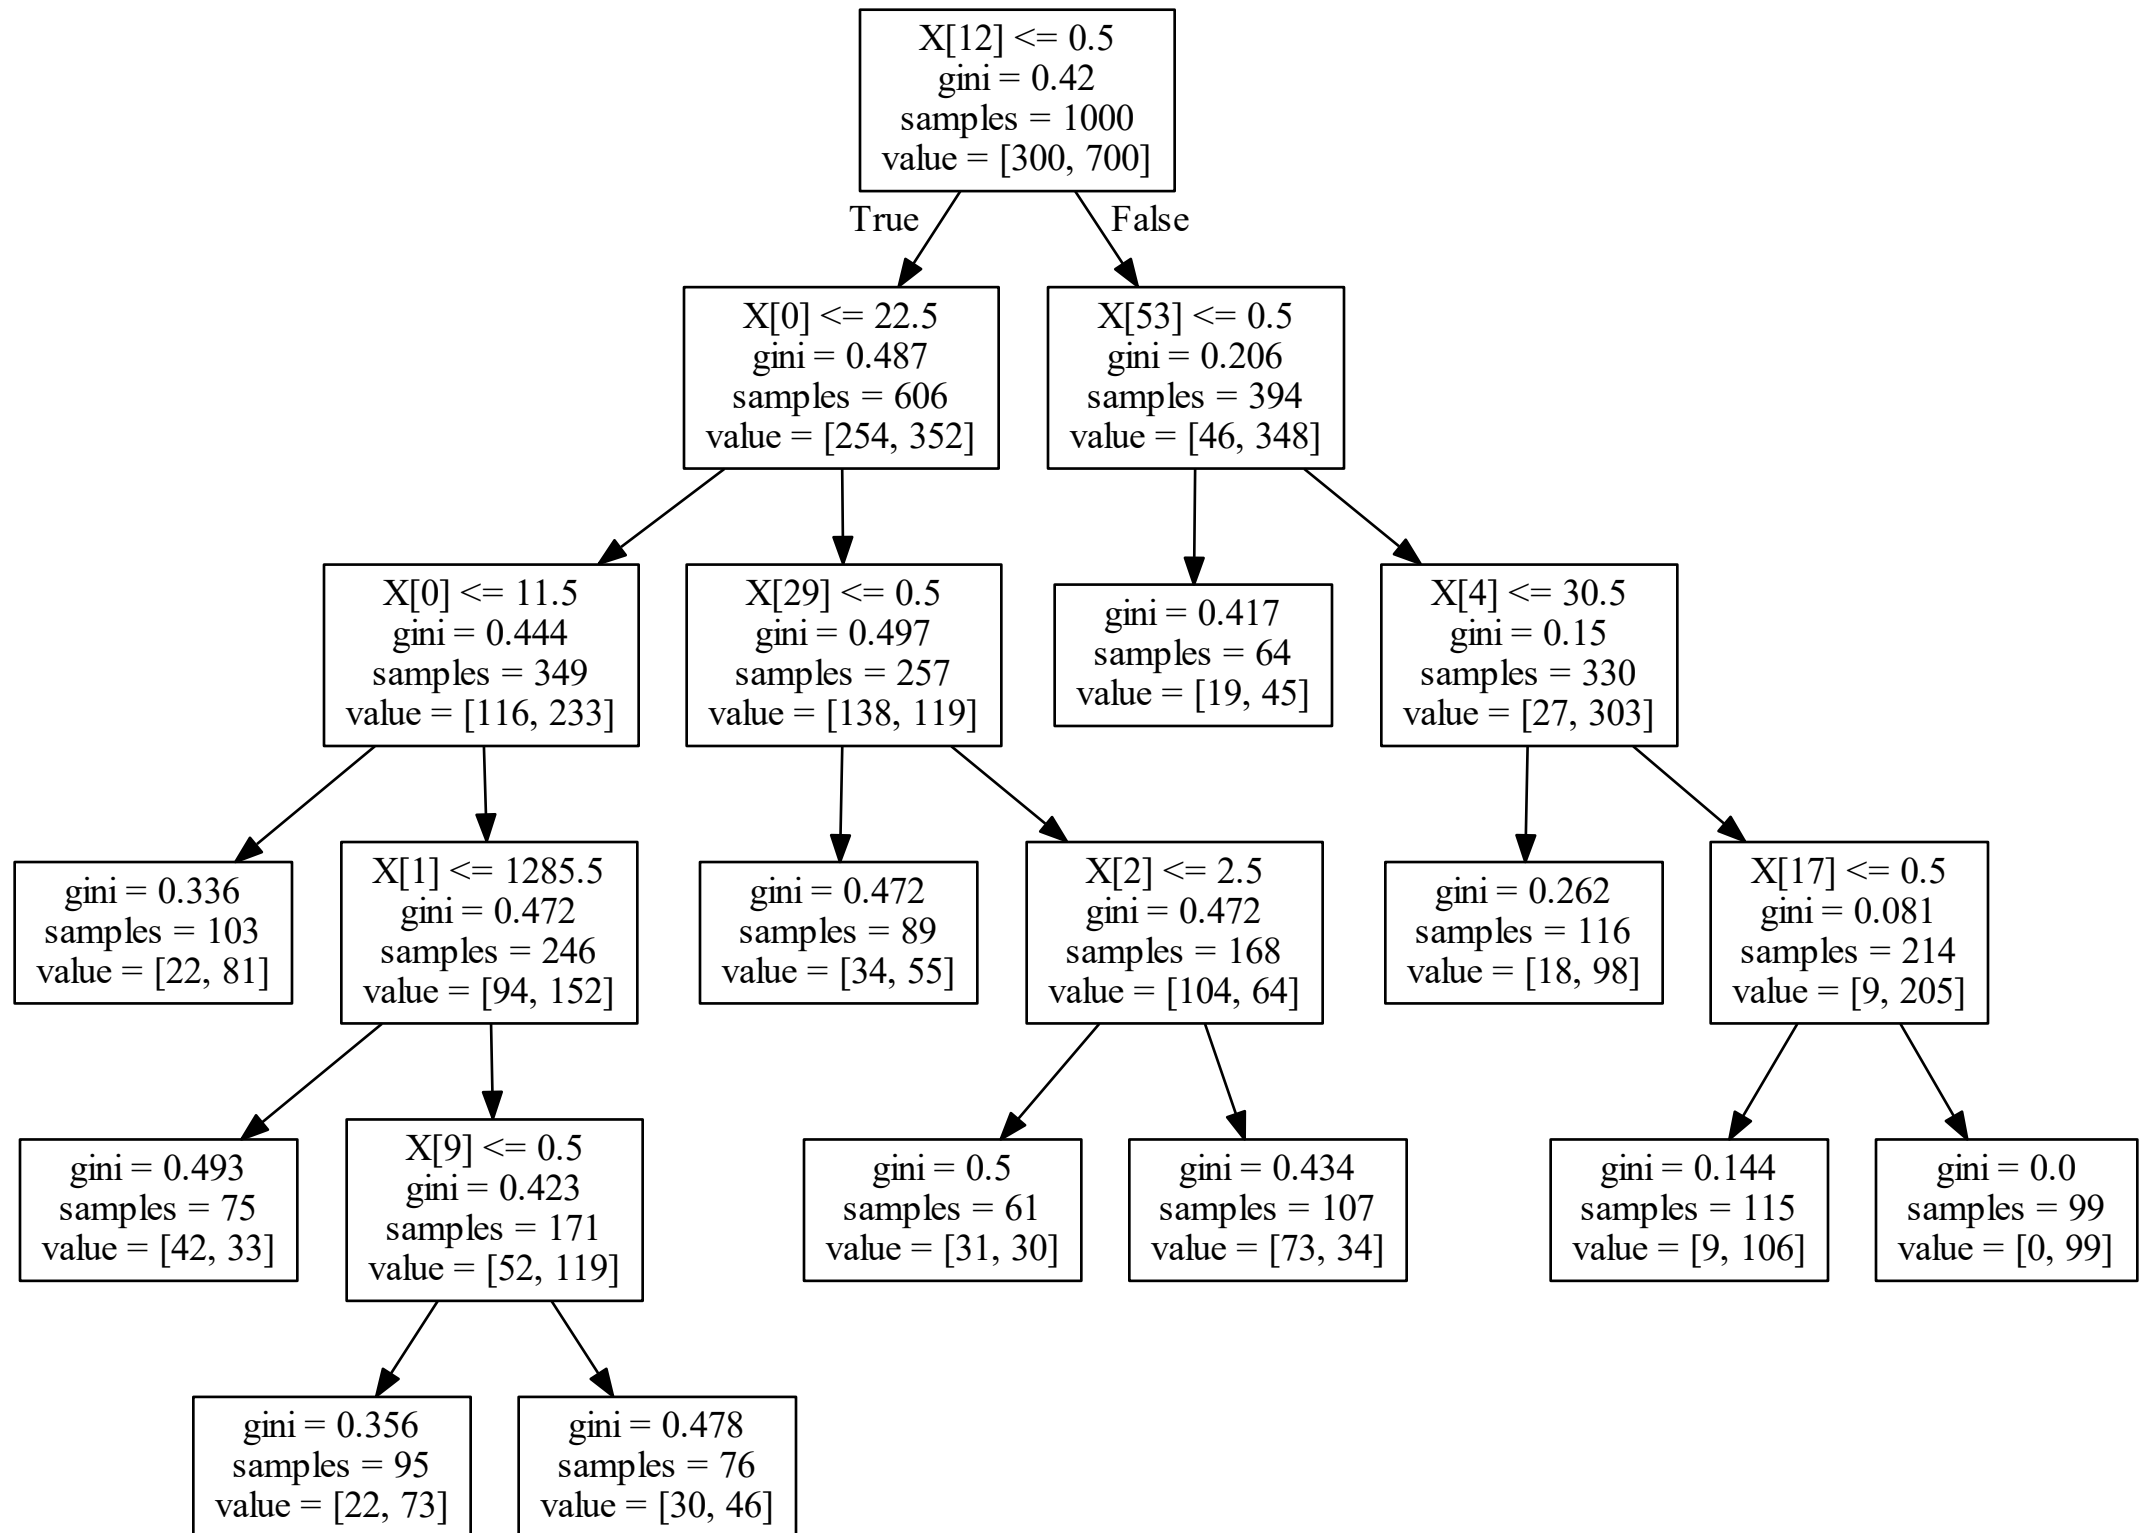 X[12] <= 0.5
gini = 0.42
samples = 1000
value = [300, 700]
True
False
X[0] <= 22.5
gini = 0.487
samples = 606
value = [254, 352]
X[53] <= 0.5
gini = 0.206
samples = 394
value = [46, 348]
X[0] <= 11.5
gini = 0.444
samples = 349
value = [116, 233]
X[29] <= 0.5
gini = 0.497
samples = 257
value = [138, 119]
gini = 0.417
samples = 64
value = [19, 45]
X[4] <= 30.5
gini = 0.15
samples = 330
value = [27, 303]
gini = 0.336
samples = 103
value = [22, 81]
X[1] <= 1285.5
gini = 0.472
samples = 246
value = [94, 152]
gini = 0.472
samples = 89
value = [34, 55]
X[2] <= 2.5
gini = 0.472
samples = 168
value = [104, 64]
gini = 0.262
samples = 116
value = [18, 98]
X[17] <= 0.5
gini = 0.081
samples = 214
value = [9, 205]
gini = 0.493
samples = 75
value = [42, 33]
X[9] <= 0.5
gini = 0.423
samples = 171
value = [52, 119]
gini = 0.5
samples = 61
value = [31, 30]
gini = 0.434
samples = 107
value = [73, 34]
gini = 0.144
samples = 115
value = [9, 106]
gini = 0.0
samples = 99
value = [0, 99]
gini = 0.356
samples = 95
value = [22, 73]
gini = 0.478
samples = 76
value = [30, 46]